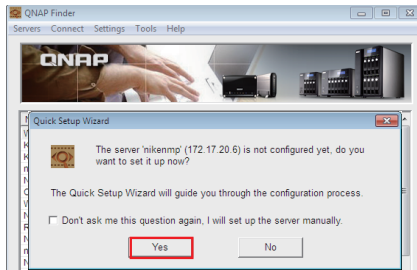 QNAP Finder
Servers Connect Settings Tools Help
QNAP
Quick Setup Wizard
The server 'nikenmp' (172.17.20.6) is not configured yet, do you
want to set it up now?
The Quick Setup Wizard will guide you through the configuration process.
Don't ask me this question again, I will set up the server manually.
Yes No